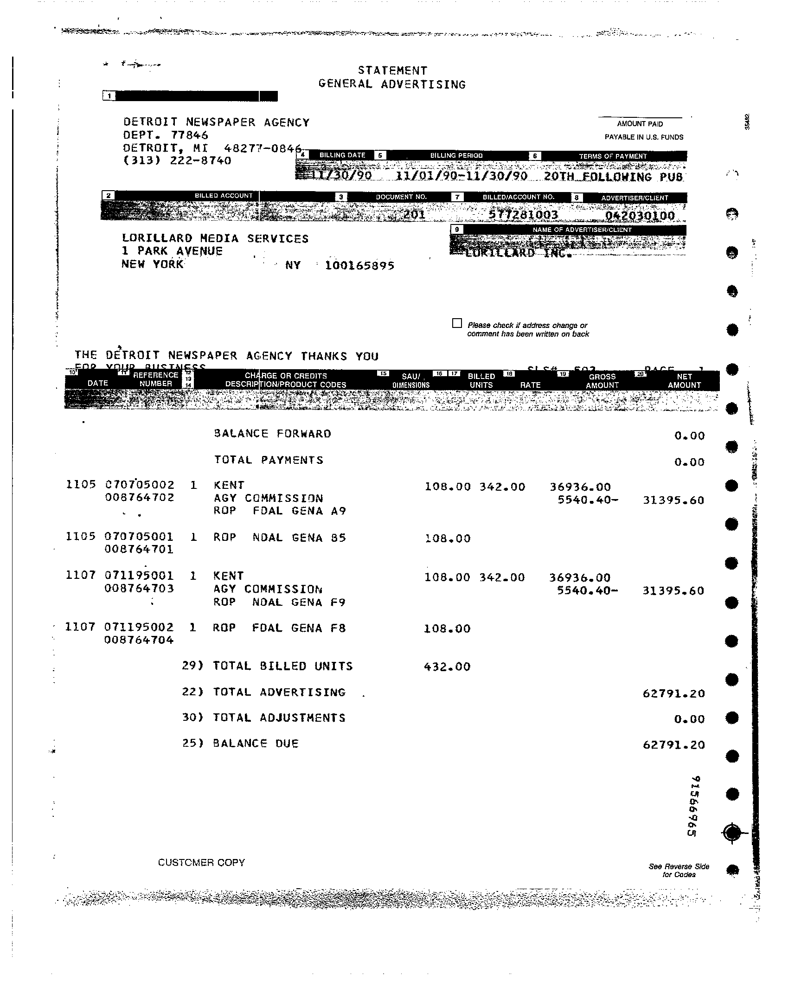 STATEMENT
GENERAL ADVERTISING
1
DETROIT NEWSPAPER AGENCY
DEPT. 77846
DETROIT, MI 48277-0846
(313) 222-8740
AMOUNT PAID
PAYABLE IN U.S. FUNDS
4 BILLING DATE 5 BILLING PERIOD 6 TERMS OF PAYMENT
11/30/90 11/01/90-11/30/90 20TH FOLLOWING PUB
2 BILLED ACCOUNT 3 DOCUMENT NO. 7 BILLED/ACCOUNT NO. 8 ADVERTISER/CLIENT
201 577281003 042030100
9 NAME OF ADVERTISER/CLIENT
LORILLARD INC.
LORILLARD MEDIA SERVICES
1 PARK AVENUE
NEW YORK NY 100165895
Please check if address change or
comment has been written on back
THE DETROIT NEWSPAPER AGENCY THANKS YOU
FOR YOUR BUSINESS SLS# 503 PAGE 1
10 DATE 11 REFERENCE NUMBER 12 13 14 CHARGE OR CREDITS DESCRIPTION/PRODUCT CODES 15 SAU/ DIMENSIONS 16 17 BILLED UNITS 18 RATE 19 GROSS AMOUNT 20 NET AMOUNT
BALANCE FORWARD 0.00
TOTAL PAYMENTS 0.00
1105 070705002 1 KENT 108.00 342.00 36936.00
008764702 AGY COMMISSION 5540.40- 31395.60
ROP FDAL GENA A9
1105 070705001 1 ROP NDAL GENA B5 108.00
008764701
1107 071195001 1 KENT 108.00 342.00 36936.00
008764703 AGY COMMISSION 5540.40- 31395.60
ROP NDAL GENA F9
1107 071195002 1 ROP FDAL GENA F8 108.00
008764704
29) TOTAL BILLED UNITS 432.00
22) TOTAL ADVERTISING 62791.20
30) TOTAL ADJUSTMENTS 0.00
25) BALANCE DUE 62791.20
91566965
CUSTOMER COPY
See Reverse Side
for Codes